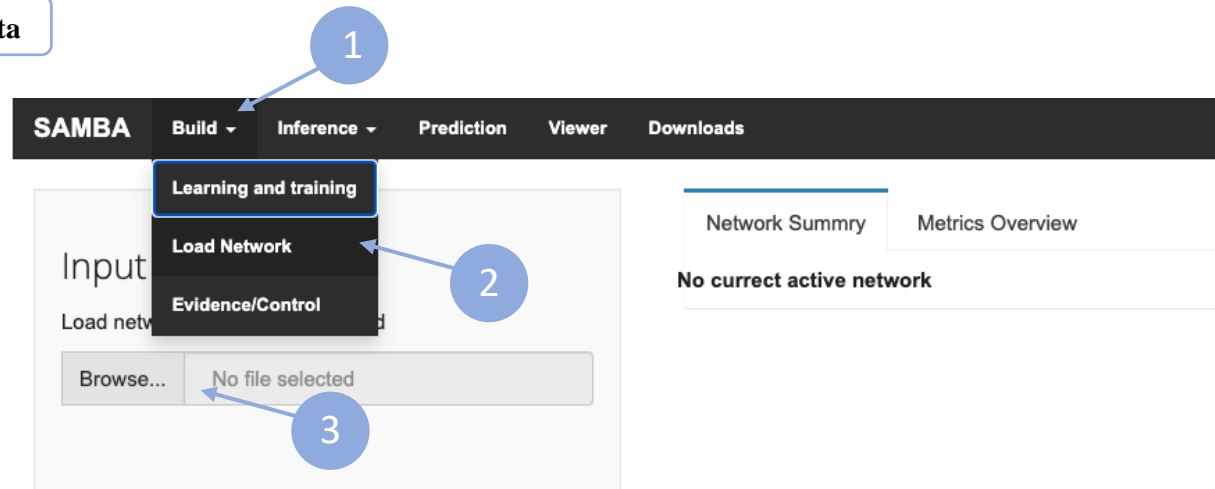 ta
1
SAMBA Build Inference Prediction Viewer Downloads
Learning and training
Load Network
Evidence/Control
2
Input
Load netw d
Browse... No file selected
3
Network Summry Metrics Overview
No currect active network